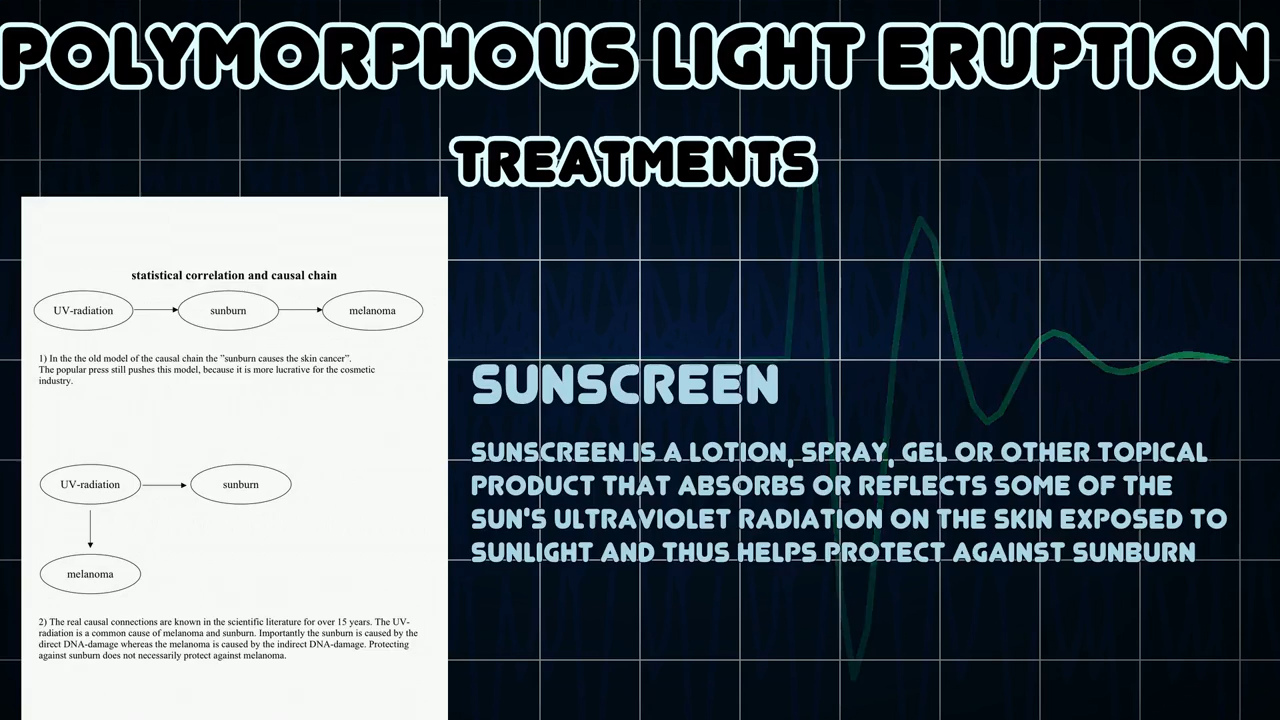 POLYMORPHOUS LIGHT ERUPTION
TREATMENTS
statistical correlation and causal chain
UV-radiation sunburn melanoma
1) In the the old model of the causal chain the "sunburn causes the skin cancer".
The popular press still pushes this model, because it is more lucrative for the cosmetic
industry.
UV-radiation sunburn
melanoma
2) The real causal connections are known in the scientific literature for over 15 years. The UV-
radiation is a common cause of melanoma and sunburn. Importantly the sunburn is caused by the
direct DNA-damage whereas the melanoma is caused by the indirect DNA-damage. Protecting
against sunburn does not necessarily protect against melanoma.
SUNSCREEN
SUNSCREEN IS A LOTION, SPRAY, GEL OR OTHER TOPICAL
PRODUCT THAT ABSORBS OR REFLECTS SOME OF THE
SUN'S ULTRAVIOLET RADIATION ON THE SKIN EXPOSED TO
SUNLIGHT AND THUS HELPS PROTECT AGAINST SUNBURN